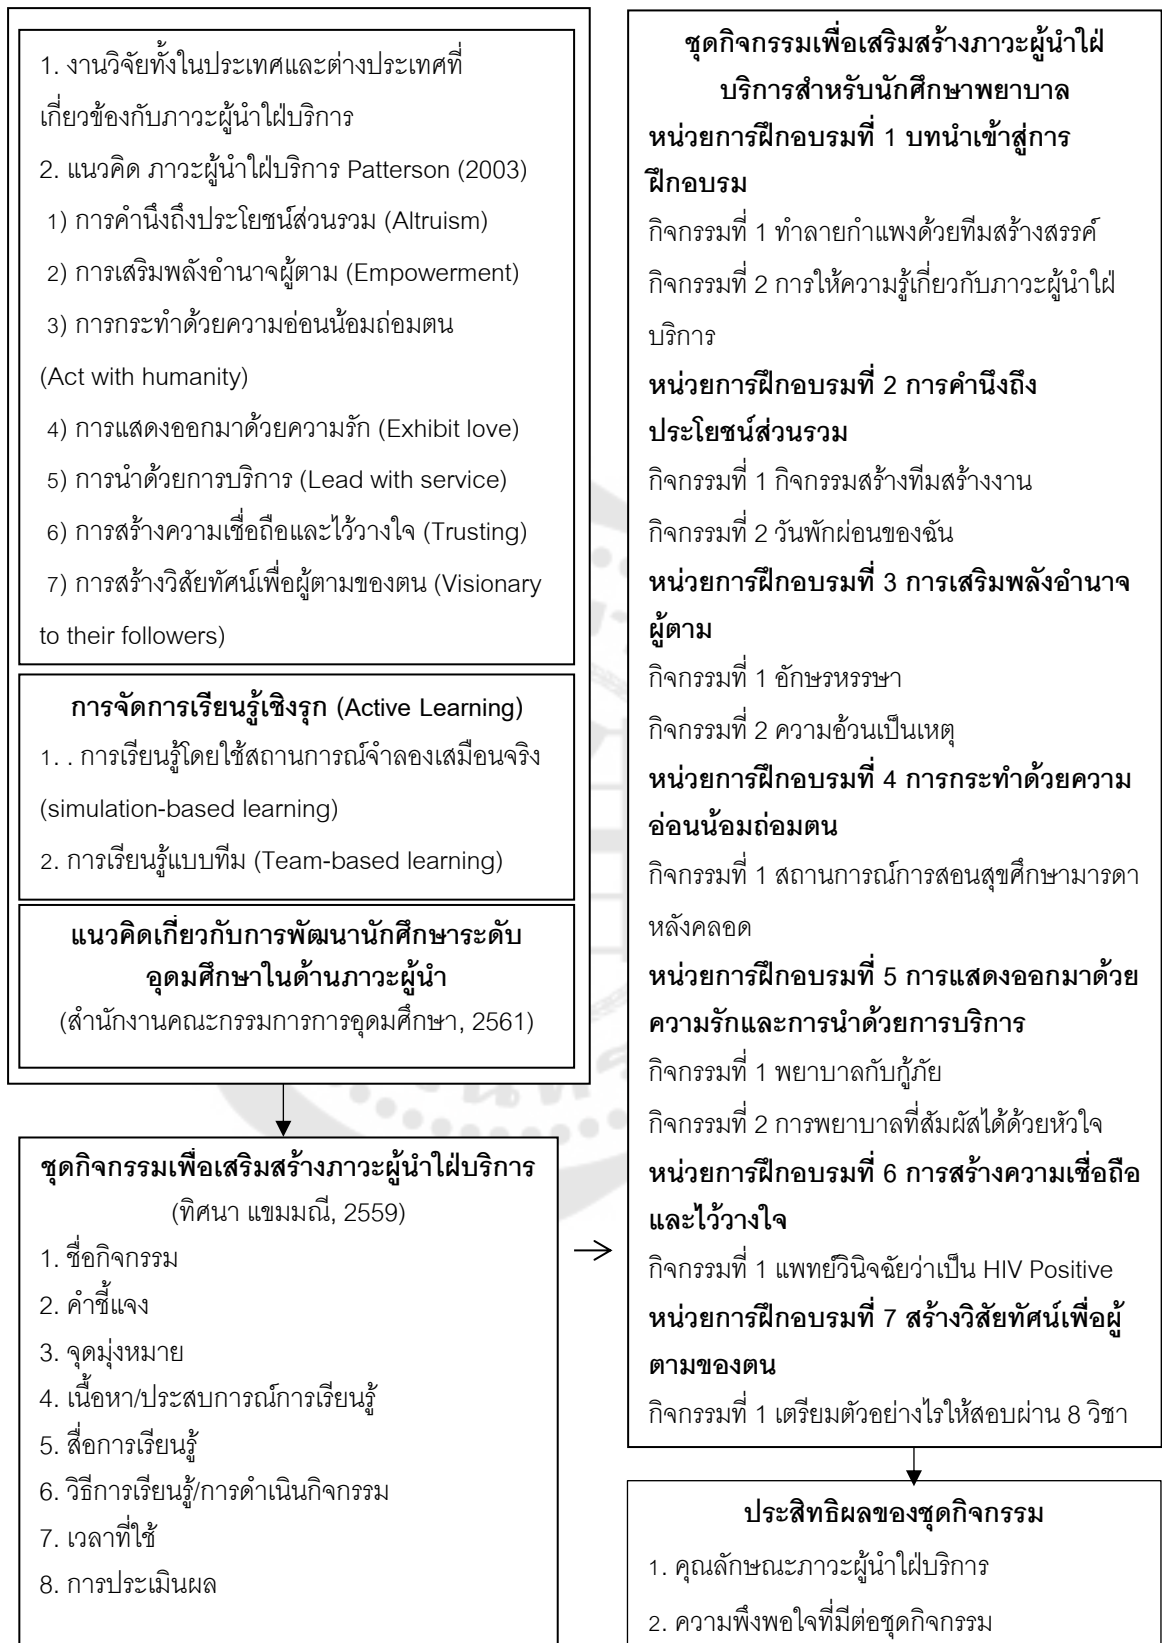 1. งานวิจัยทั้งในประเทศและต่างประเทศที่
เกี่ยวข้องกับภาวะผู้นำใฝ่บริการ
2. แนวคิด ภาวะผู้นำใฝ่บริการ Patterson (2003)
1) การคำนึงถึงประโยชน์ส่วนรวม (Altruism)
2) การเสริมพลังอำนาจผู้ตาม (Empowerment)
3) การกระทำด้วยความอ่อนน้อมถ่อมตน
(Act with humanity)
4) การแสดงออกมาด้วยความรัก (Exhibit love)
5) การนำด้วยการบริการ (Lead with service)
6) การสร้างความเชื่อถือและไว้วางใจ (Trusting)
7) การสร้างวิสัยทัศน์เพื่อผู้ตามของตน (Visionary
to their followers)
การจัดการเรียนรู้เชิงรุก (Active Learning)
1. . การเรียนรู้โดยใช้สถานการณ์จำลองเสมือนจริง
(simulation-based learning)
2. การเรียนรู้แบบทีม (Team-based learning)
แนวคิดเกี่ยวกับการพัฒนานักศึกษาระดับ
อุดมศึกษาในด้านภาวะผู้นำ
(สำนักงานคณะกรรมการการอุดมศึกษา, 2561)
ชุดกิจกรรมเพื่อเสริมสร้างภาวะผู้นำใฝ่บริการ
(ทิศนา แขมมณี, 2559)
1. ชื่อกิจกรรม
2. คำชี้แจง
3. จุดมุ่งหมาย
4. เนื้อหา/ประสบการณ์การเรียนรู้
5. สื่อการเรียนรู้
6. วิธีการเรียนรู้/การดำเนินกิจกรรม
7. เวลาที่ใช้
8. การประเมินผล
ชุดกิจกรรมเพื่อเสริมสร้างภาวะผู้นำใฝ่
บริการสำหรับนักศึกษาพยาบาล
หน่วยการฝึกอบรมที่ 1 บทนำเข้าสู่การ
ฝึกอบรม
กิจกรรมที่ 1 ทำลายกำแพงด้วยทีมสร้างสรรค์
กิจกรรมที่ 2 การให้ความรู้เกี่ยวกับภาวะผู้นำใฝ่
บริการ
หน่วยการฝึกอบรมที่ 2 การคำนึงถึง
ประโยชน์ส่วนรวม
กิจกรรมที่ 1 กิจกรรมสร้างทีมสร้างงาน
กิจกรรมที่ 2 วันพักผ่อนของฉัน
หน่วยการฝึกอบรมที่ 3 การเสริมพลังอำนาจ
ผู้ตาม
กิจกรรมที่ 1 อักษรหรรษา
กิจกรรมที่ 2 ความอ้วนเป็นเหตุ
หน่วยการฝึกอบรมที่ 4 การกระทำด้วยความ
อ่อนน้อมถ่อมตน
กิจกรรมที่ 1 สถานการณ์การสอนสุขศึกษามารดา
หลังคลอด
หน่วยการฝึกอบรมที่ 5 การแสดงออกมาด้วย
ความรักและการนำด้วยการบริการ
กิจกรรมที่ 1 พยาบาลกับกู้ภัย
กิจกรรมที่ 2 การพยาบาลที่สัมผัสได้ด้วยหัวใจ
หน่วยการฝึกอบรมที่ 6 การสร้างความเชื่อถือ
และไว้วางใจ
กิจกรรมที่ 1 แพทย์วินิจฉัยว่าเป็น HIV Positive
หน่วยการฝึกอบรมที่ 7 สร้างวิสัยทัศน์เพื่อผู้
ตามของตน
กิจกรรมที่ 1 เตรียมตัวอย่างไรให้สอบผ่าน 8 วิชา
ประสิทธิผลของชุดกิจกรรม
1. คุณลักษณะภาวะผู้นำใฝ่บริการ
2. ความพึงพอใจที่มีต่อชุดกิจกรรม